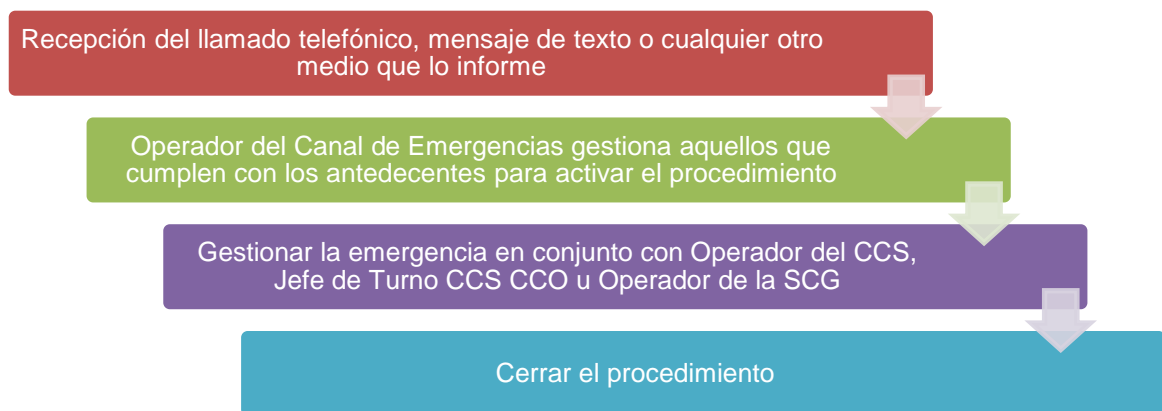 Recepción del llamado telefónico, mensaje de texto o cualquier otro
medio que lo informe
Operador del Canal de Emergencias gestiona aquellos que
cumplen con los antedecentes para activar el procedimiento
Gestionar la emergencia en conjunto con Operador del CCS,
Jefe de Turno CCS CCO u Operador de la SCG
Cerrar el procedimiento